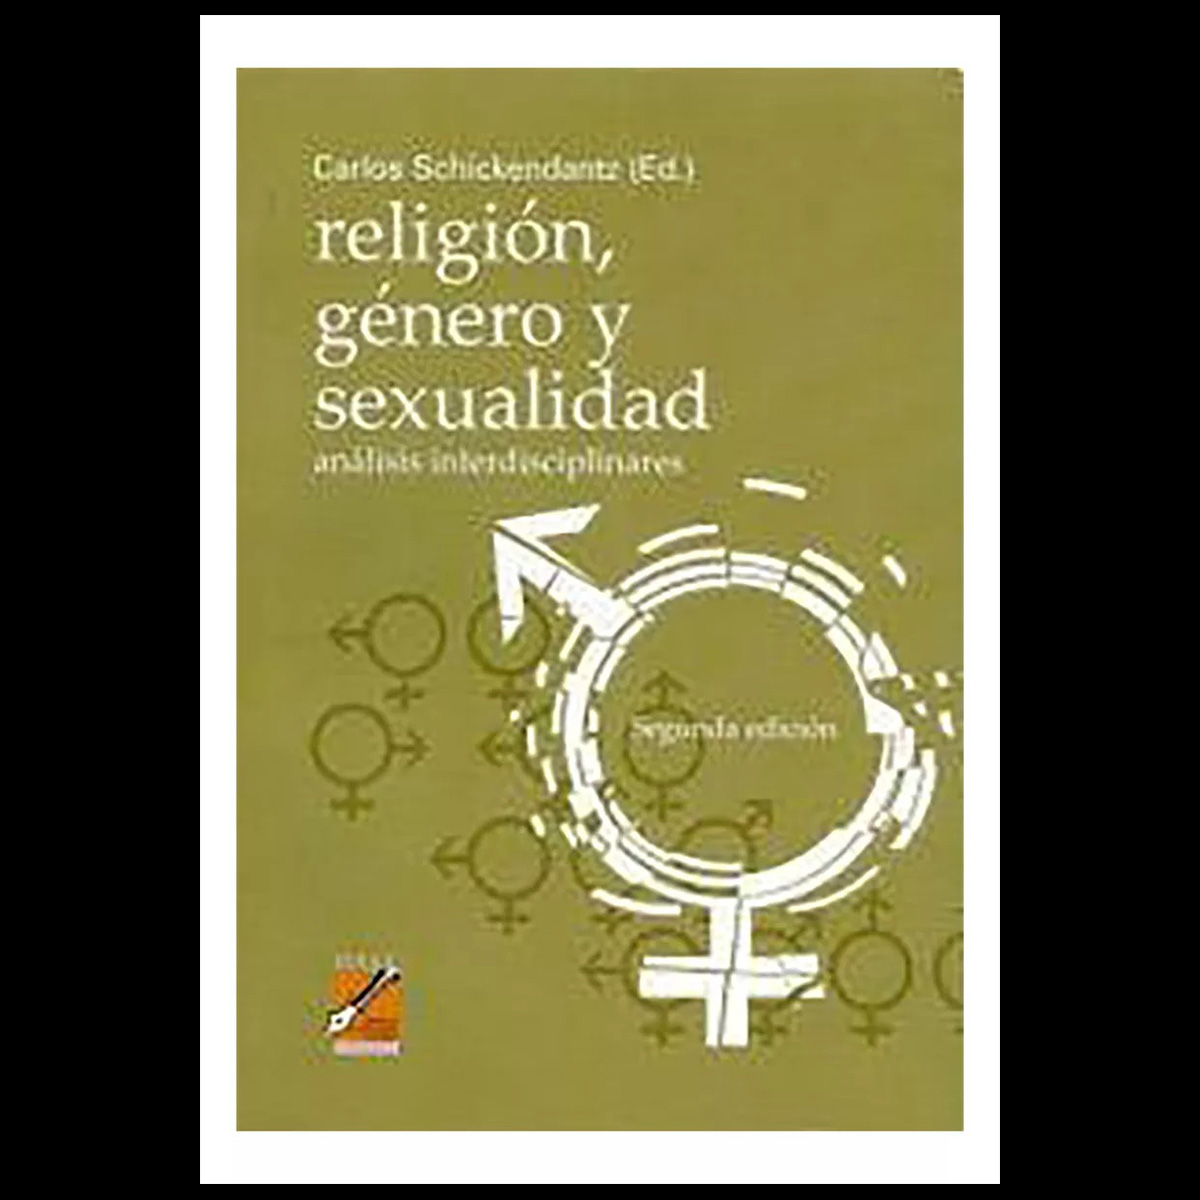 Carlos Schickendantz (Ed.)
religión,
género y
sexualidad
análisis interdisciplinares
Segunda edición